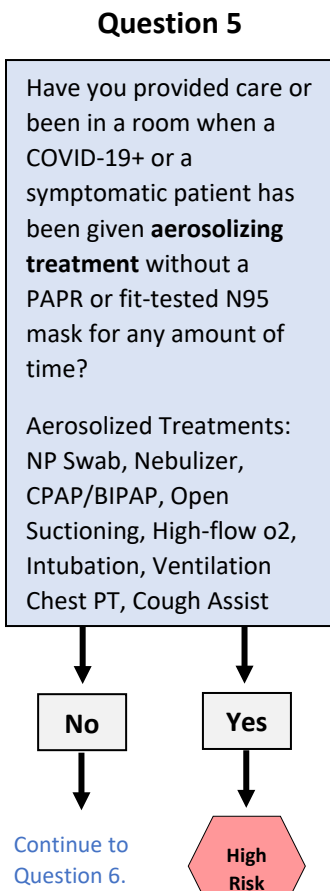 Question 5
Have you provided care or
been in a room when a
COVID-19+ or a
symptomatic patient has
been given aerosolizing
treatment without a
PAPR or fit-tested N95
mask for any amount of
time?
Aerosolized Treatments:
NP Swab, Nebulizer,
CPAP/BIPAP, Open
Suctioning, High-flow o2,
Intubation, Ventilation
Chest PT, Cough Assist
No
Yes
Continue to
Question 6.
High
Risk